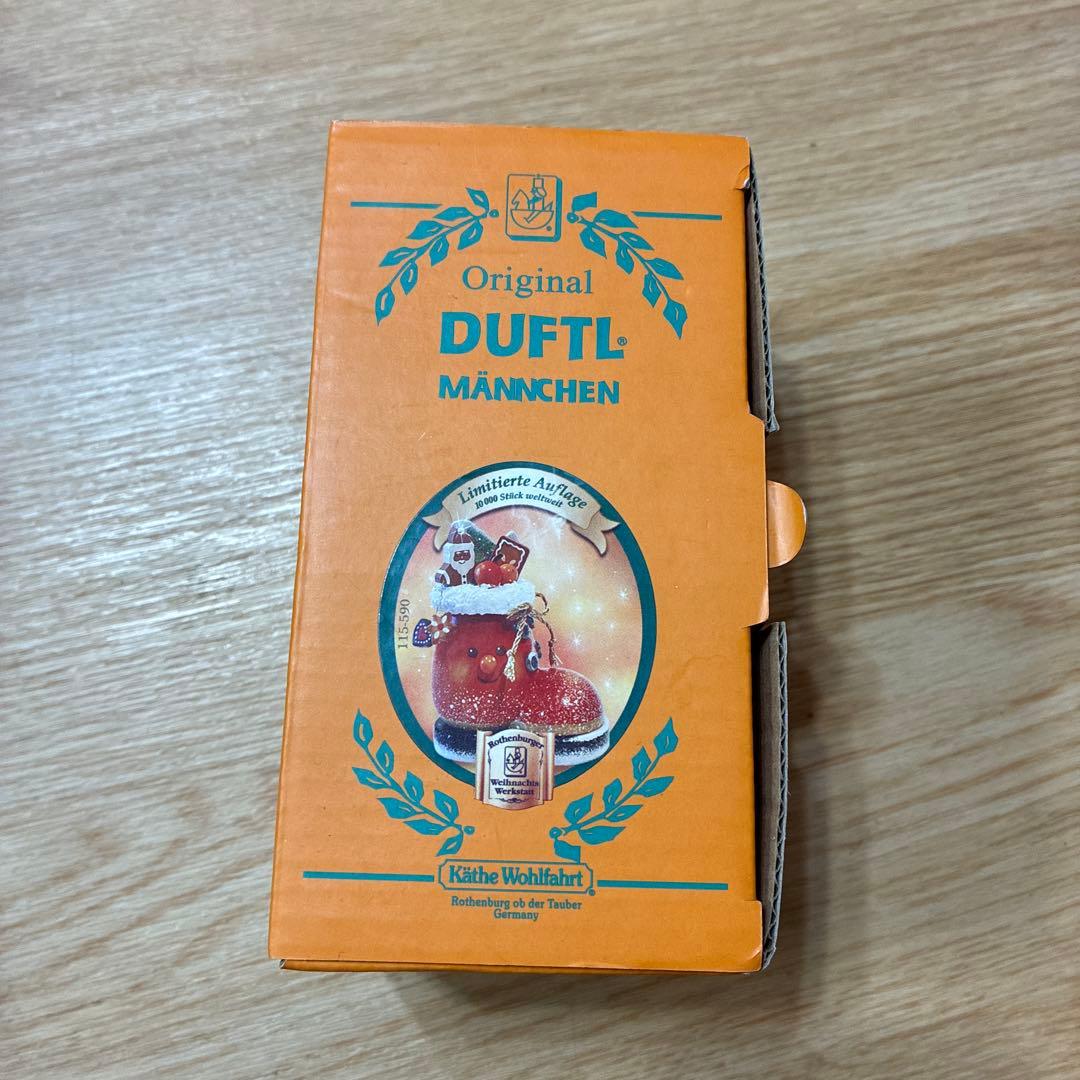 Original
DUFTL®
MÄNNCHEN
Limitierte Auflage
10 000 Stück weltweit
115-590
Rothenburger
Weihnachts
Werkstatt
Käthe Wohlfahrt®
Rothenburg ob der Tauber
Germany